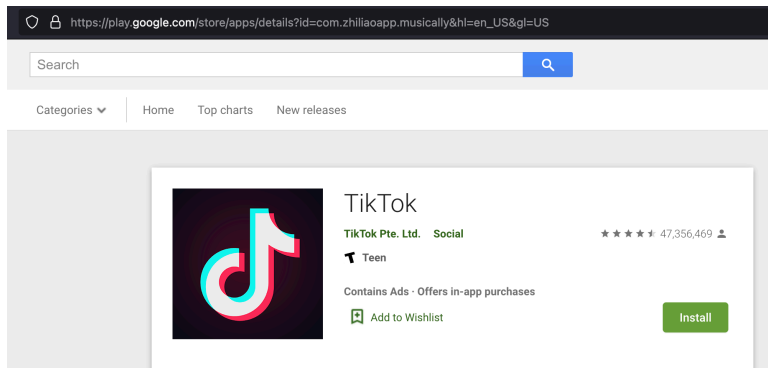 https://play.google.com/store/apps/details?id=com.zhiliaoapp.musically&hl=en_US&gl=US
Search
Categories Home Top charts New releases
TikTok
TikTok Pte. Ltd. Social 47,356,469
T Teen
Contains Ads · Offers in-app purchases
Add to Wishlist
Install